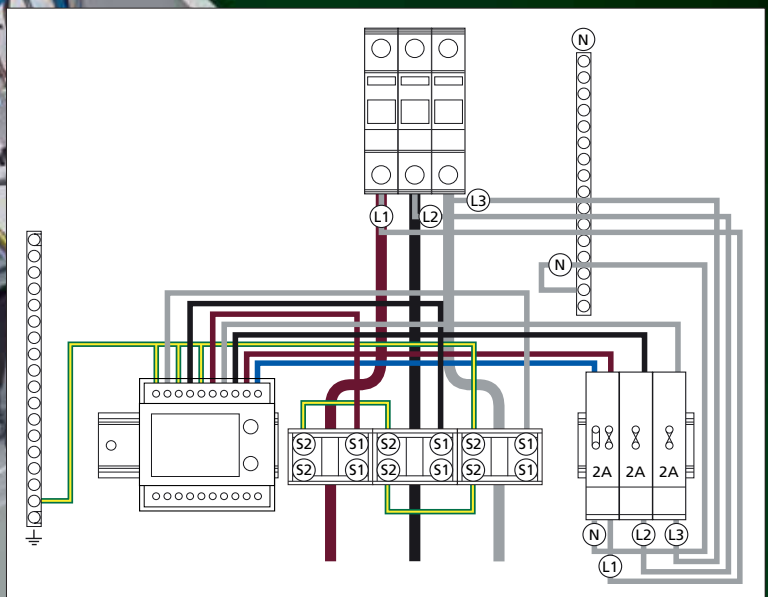 N
L1
L2
L3
N
S2 S1 S2 S1 S2 S1
S2 S1 S2 S1 S2 S1
2A 2A 2A
N L2 L3
L1